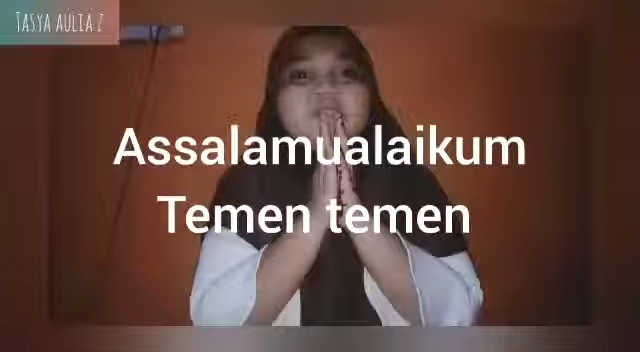 TASYA AULIA Z
Assalamualaikum
Temen temen